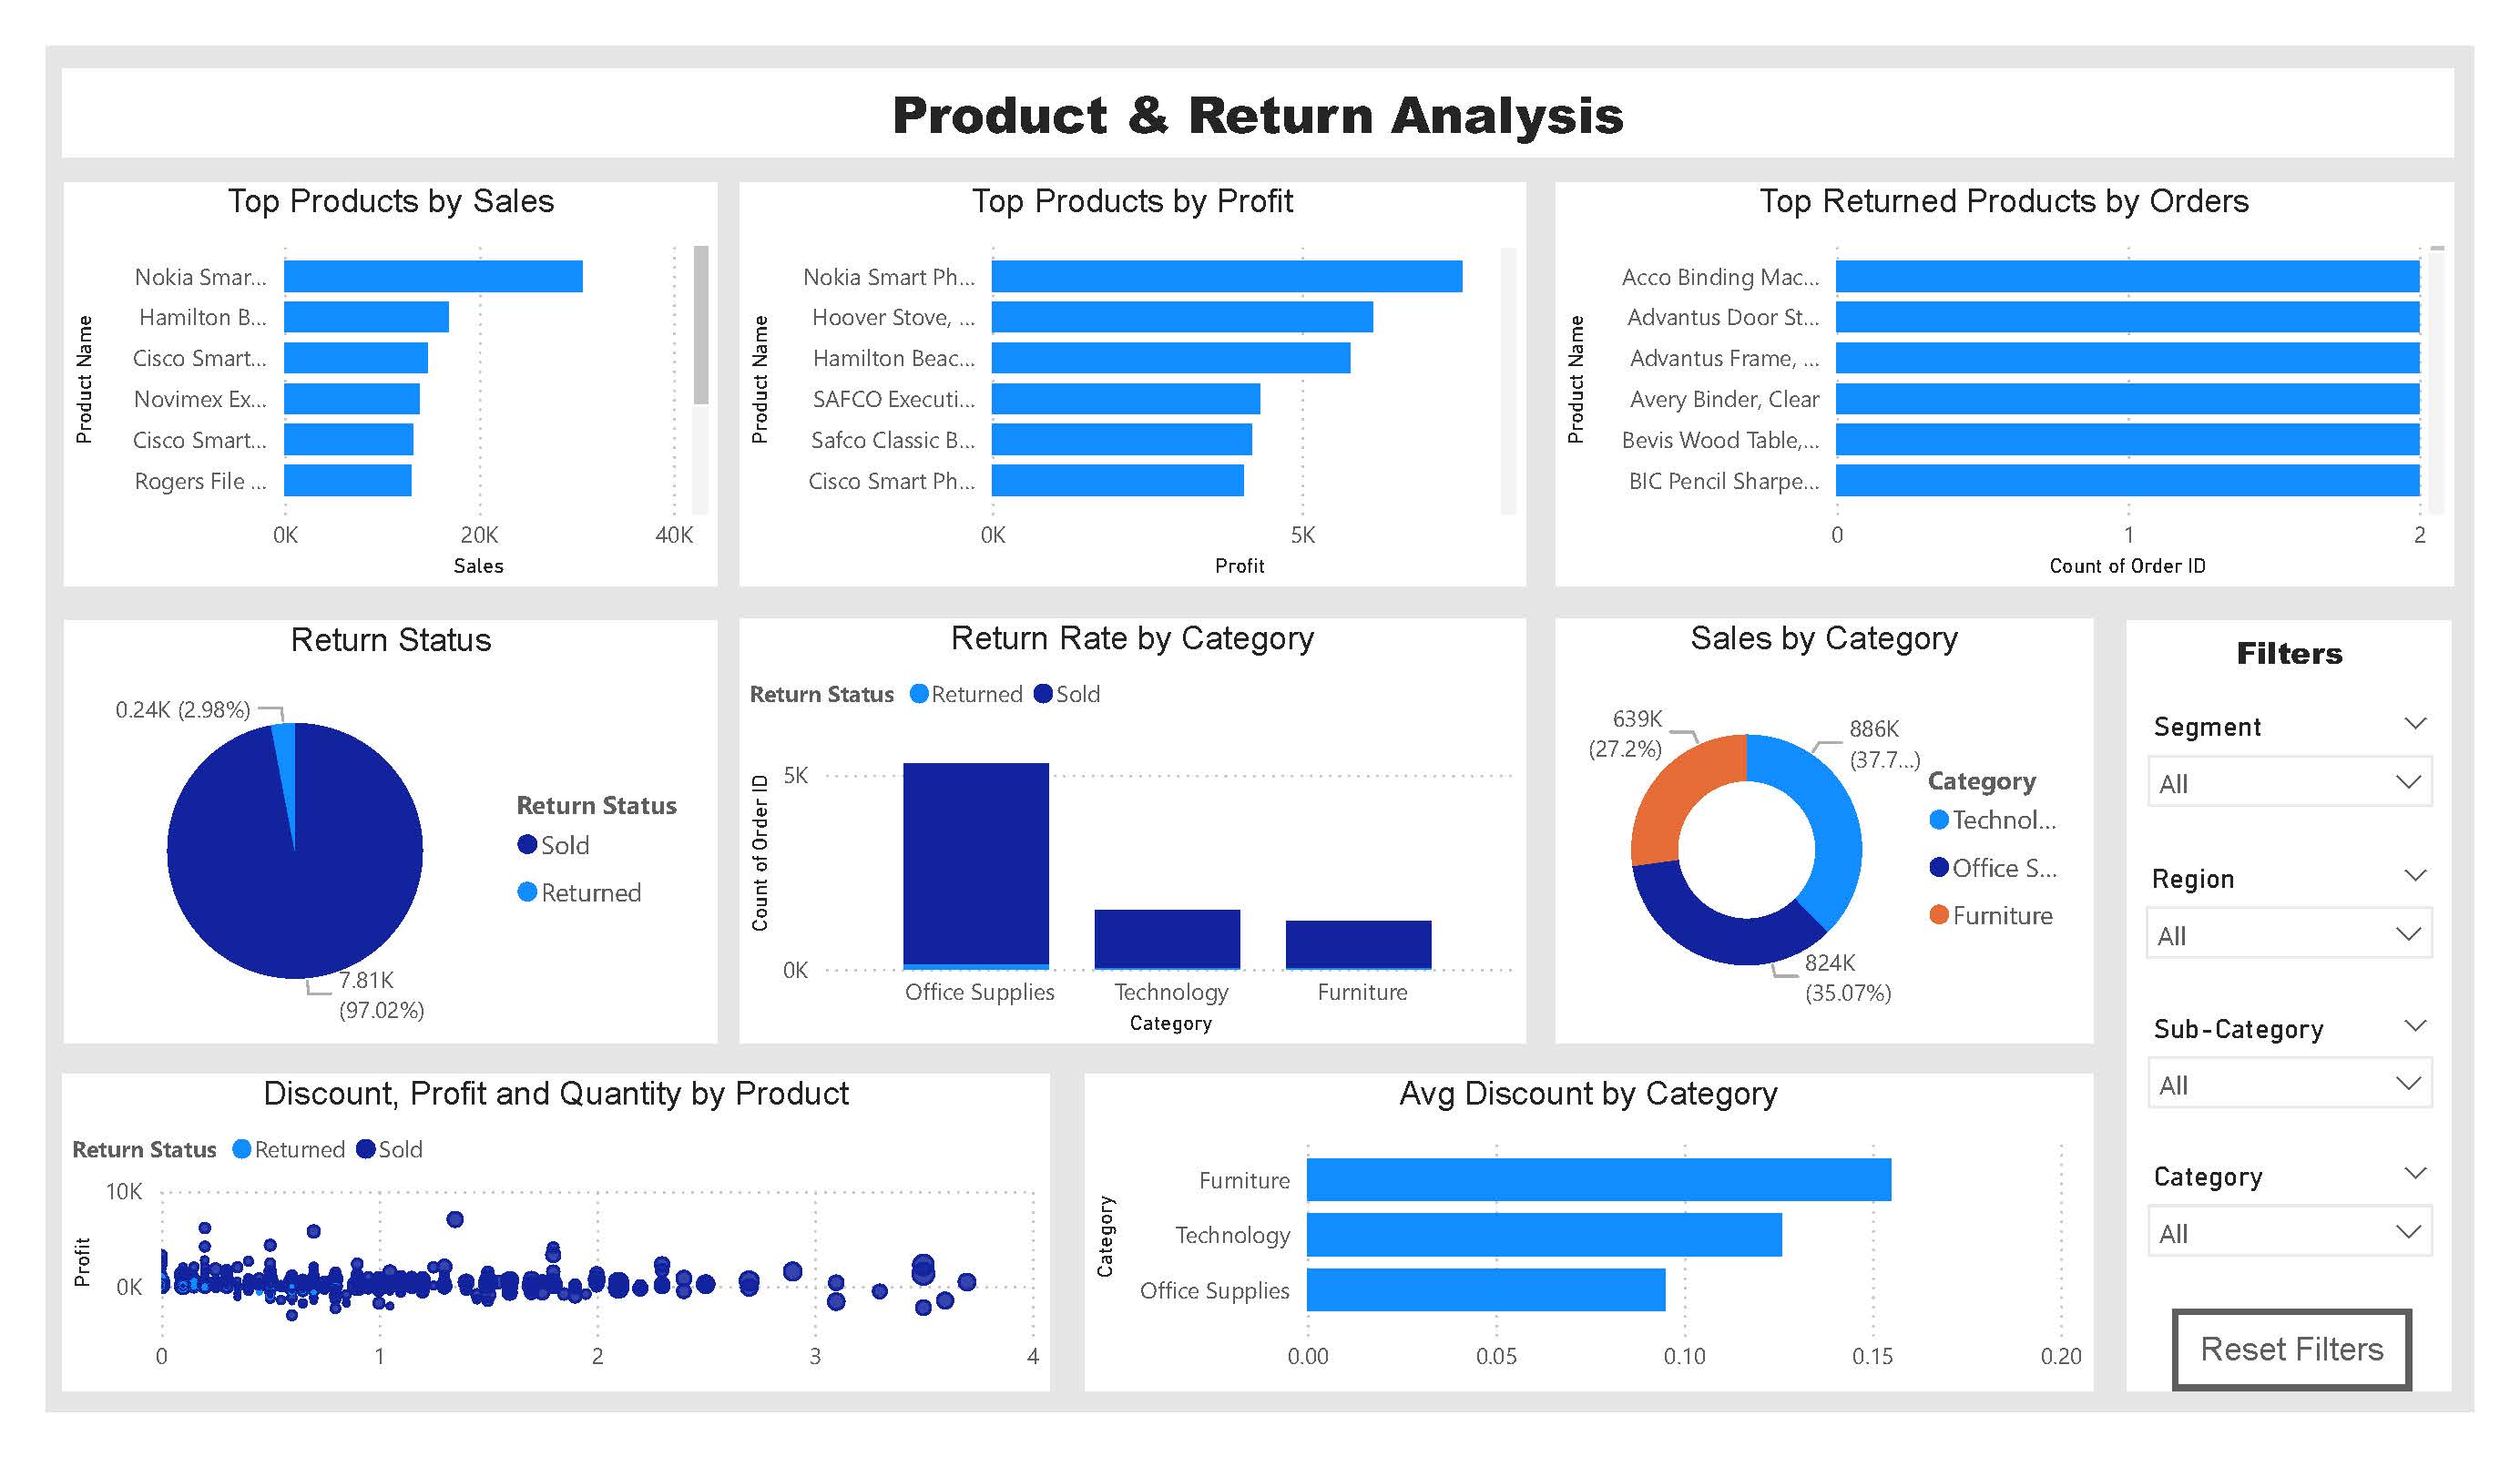 Product & Return Analysis
Top Products by Sales
Product Name
Nokia Smar...
Hamilton B...
Cisco Smart...
Novimex Ex...
Cisco Smart...
Rogers File ...
0K
20K
40K
Sales
Top Products by Profit
Product Name
Nokia Smart Ph...
Hoover Stove, ...
Hamilton Beac...
SAFCO Executi...
Safco Classic B...
Cisco Smart Ph...
0K
5K
Profit
Top Returned Products by Orders
Product Name
Acco Binding Mac...
Advantus Door St...
Advantus Frame, ...
Avery Binder, Clear
Bevis Wood Table,...
BIC Pencil Sharpe...
0
1
2
Count of Order ID
Return Status
0.24K (2.98%)
7.81K
(97.02%)
Return Status
Sold
Returned
Return Rate by Category
Return Status Returned Sold
Count of Order ID
5K
0K
Office Supplies
Technology
Furniture
Category
Sales by Category
639K
(27.2%)
886K
(37.7...)
824K
(35.07%)
Category
Technol...
Office S...
Furniture
Filters
Segment
All
Region
All
Sub-Category
All
Category
All
Reset Filters
Discount, Profit and Quantity by Product
Return Status Returned Sold
Profit
10K
0K
0
1
2
3
4
Avg Discount by Category
Category
Furniture
Technology
Office Supplies
0.00
0.05
0.10
0.15
0.20